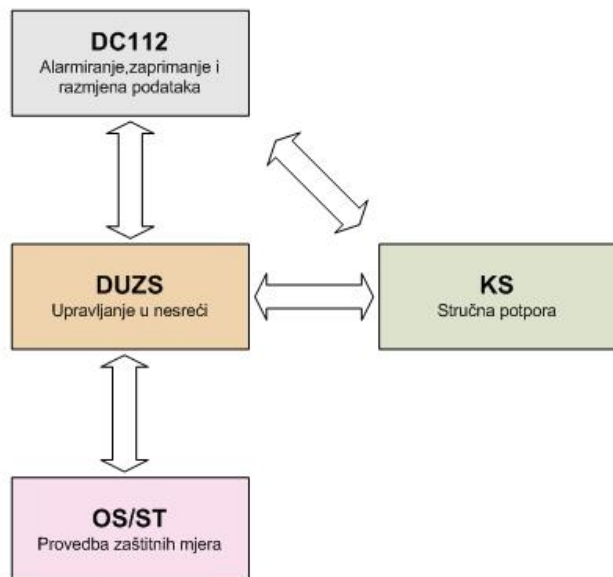 DC112
Alarmiranje,zaprimanje i
razmjena podataka
DUZS
Upravljanje u nesreći
KS
Stručna potpora
OS/ST
Provedba zaštitnih mjera